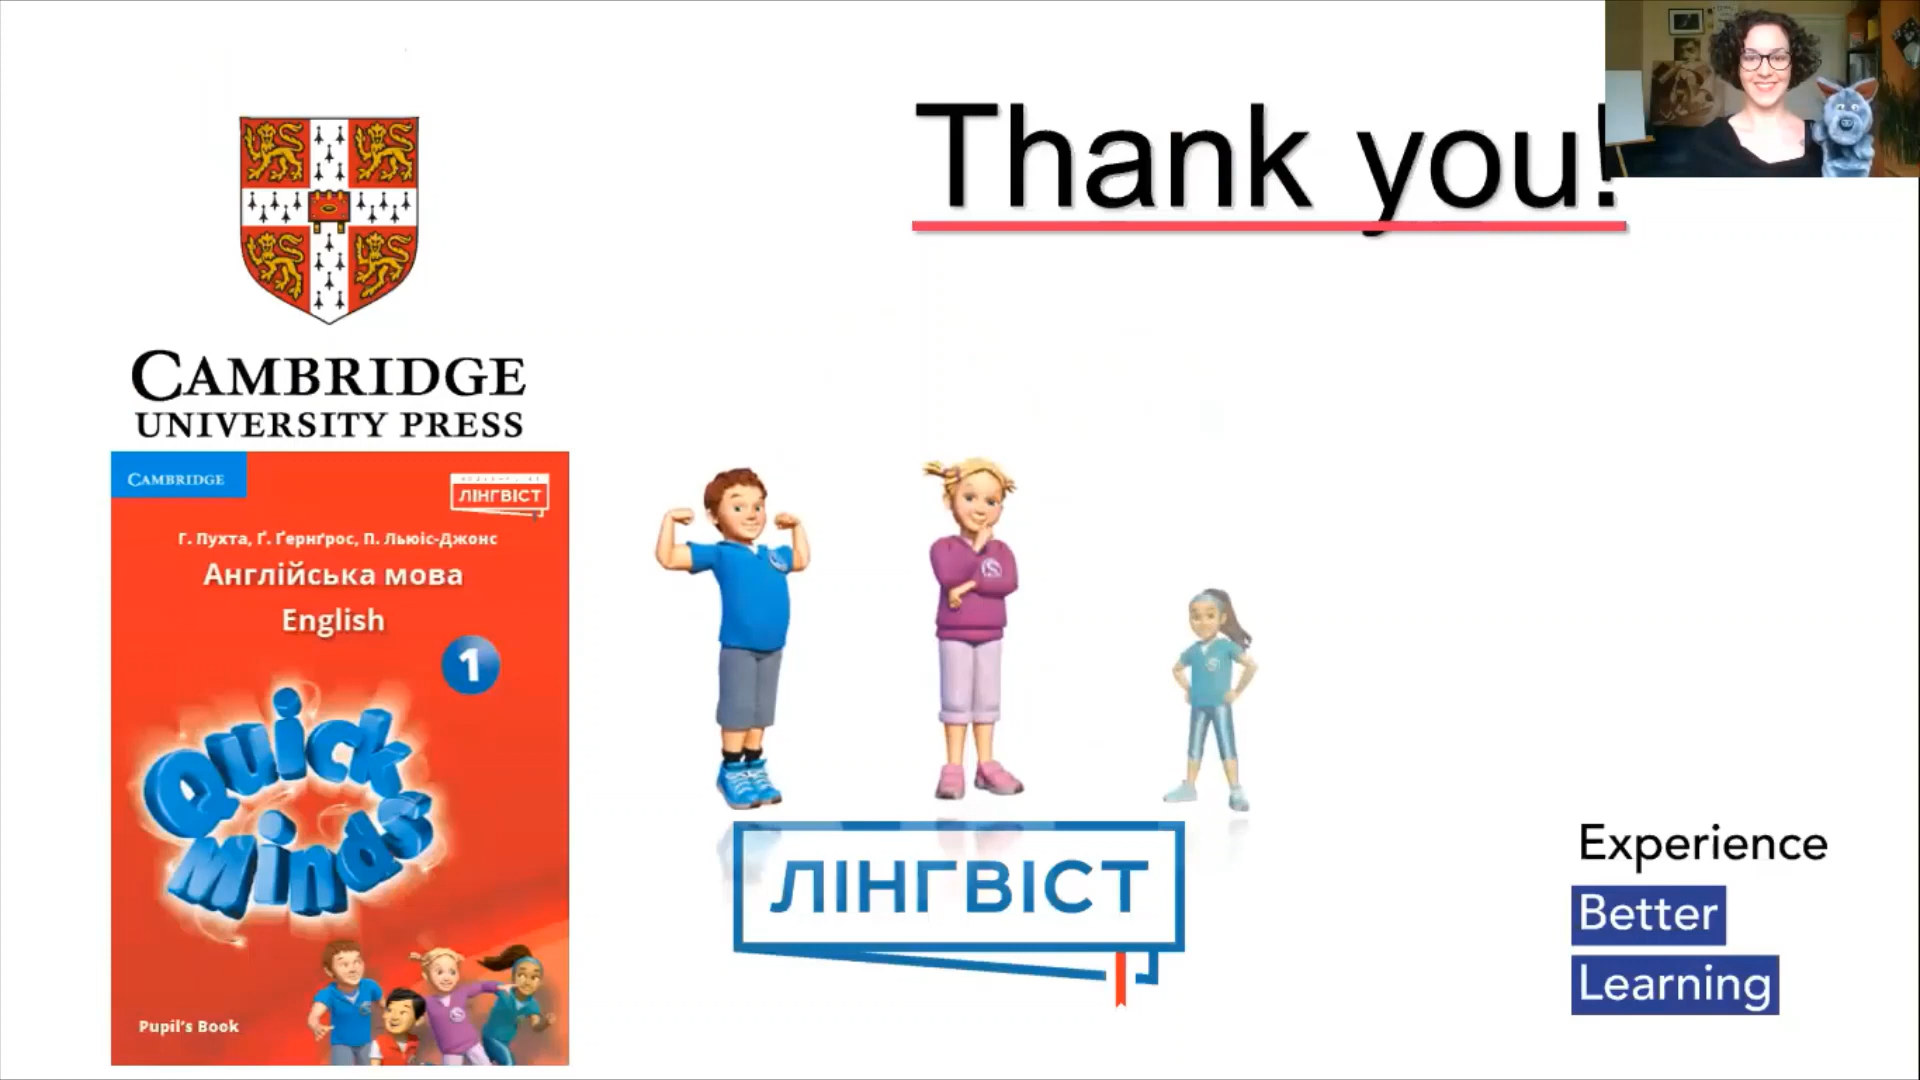 Thank you!
CAMBRIDGE
UNIVERSITY PRESS
CAMBRIDGE
ЛІНГВІСТ
Г. Пухта, Ґ. Ґернґрос, П. Льюіс-Джонс
Англійська мова
English
1
Quick
Minds
Pupil's Book
ЛІНГВІСТ
Experience
Better
Learning